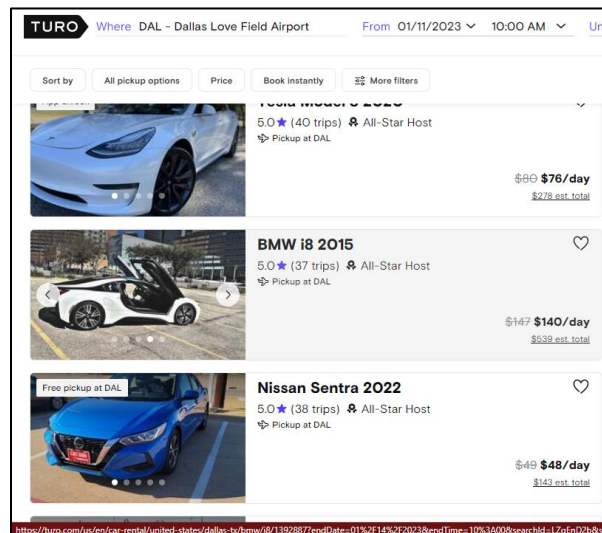 TURO Where DAL - Dallas Love Field Airport From 01/11/2023 10:00 AM
Sort by All pickup options Price Book instantly More filters
5.0 (40 trips) All-Star Host
Pickup at DAL
$80 $76/day
$278 est. total
BMW i8 2015
5.0 (37 trips) All-Star Host
Pickup at DAL
$147 $140/day
$539 est. total
Free pickup at DAL
Nissan Sentra 2022
5.0 (38 trips) All-Star Host
Pickup at DAL
$49 $48/day
$143 est. total